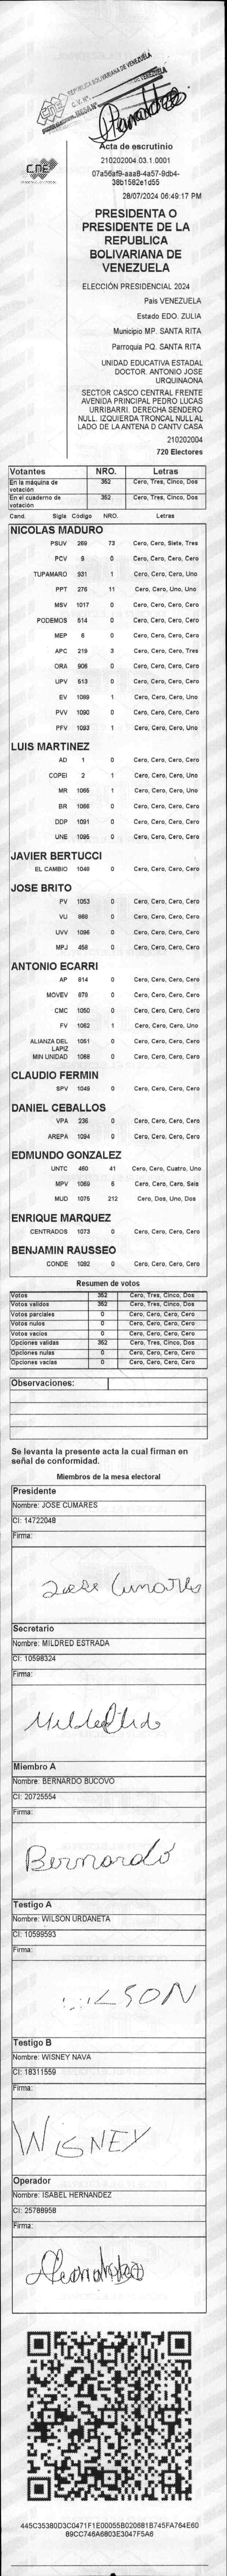 REPUBLICA BOLIVARIANA DE VENEZUELA
CNE
Acta de escrutinio
210202004.03.1.0001
07a56af9-aaa8-4a57-9db4-
38b1582e1d55
28/07/2024 06:49:17 PM
PRESIDENTA O
PRESIDENTE DE LA
REPUBLICA
BOLIVARIANA DE
VENEZUELA
ELECCIÓN PRESIDENCIAL 2024
País VENEZUELA
Estado EDO. ZULIA
Municipio MP. SANTA RITA
Parroquia PQ. SANTA RITA
UNIDAD EDUCATIVA ESTADAL
DOCTOR. ANTONIO JOSE
URQUINAONA
SECTOR CASCO CENTRAL FRENTE
AVENIDA PRINCIPAL PEDRO LUCAS
URRIBARRI. DERECHA SENDERO
NULL. IZQUIERDA TRONCAL NULL AL
LADO DE LA ANTENA D CANTV CASA
210202004
720 Electores
Votantes NRO. Letras
En la máquina de votación 352 Cero, Tres, Cinco, Dos
En el cuaderno de votación 352 Cero, Tres, Cinco, Dos
Cand. Sigla Código NRO. Letras
NICOLAS MADURO
PSUV 269 73 Cero, Cero, Siete, Tres
PCV 9 0 Cero, Cero, Cero, Cero
TUPAMARO 931 1 Cero, Cero, Cero, Uno
PPT 276 11 Cero, Cero, Uno, Uno
MSV 1017 0 Cero, Cero, Cero, Cero
PODEMOS 514 0 Cero, Cero, Cero, Cero
MEP 6 0 Cero, Cero, Cero, Cero
APC 219 3 Cero, Cero, Cero, Tres
ORA 906 0 Cero, Cero, Cero, Cero
UPV 613 0 Cero, Cero, Cero, Cero
EV 1089 1 Cero, Cero, Cero, Uno
PVV 1090 0 Cero, Cero, Cero, Cero
PFV 1093 1 Cero, Cero, Cero, Uno
LUIS MARTINEZ
AD 1 0 Cero, Cero, Cero, Cero
COPEI 2 1 Cero, Cero, Cero, Uno
MR 1065 1 Cero, Cero, Cero, Uno
BR 1066 0 Cero, Cero, Cero, Cero
DDP 1091 0 Cero, Cero, Cero, Cero
UNE 1095 0 Cero, Cero, Cero, Cero
JAVIER BERTUCCI
EL CAMBIO 1048 0 Cero, Cero, Cero, Cero
JOSE BRITO
PV 1053 0 Cero, Cero, Cero, Cero
VU 868 0 Cero, Cero, Cero, Cero
UVV 1096 0 Cero, Cero, Cero, Cero
MPJ 458 0 Cero, Cero, Cero, Cero
ANTONIO ECARRI
AP 814 0 Cero, Cero, Cero, Cero
MOVEV 878 0 Cero, Cero, Cero, Cero
CMC 1050 0 Cero, Cero, Cero, Cero
FV 1062 1 Cero, Cero, Cero, Uno
ALIANZA DEL LAPIZ 1051 0 Cero, Cero, Cero, Cero
MIN UNIDAD 1068 0 Cero, Cero, Cero, Cero
CLAUDIO FERMIN
SPV 1049 0 Cero, Cero, Cero, Cero
DANIEL CEBALLOS
VPA 236 0 Cero, Cero, Cero, Cero
AREPA 1094 0 Cero, Cero, Cero, Cero
EDMUNDO GONZALEZ
UNTC 460 41 Cero, Cero, Cuatro, Uno
MPV 1069 6 Cero, Cero, Cero, Seis
MUD 1075 212 Cero, Dos, Uno, Dos
ENRIQUE MARQUEZ
CENTRADOS 1073 0 Cero, Cero, Cero, Cero
BENJAMIN RAUSSEO
CONDE 1092 0 Cero, Cero, Cero, Cero
Resumen de votos
Votos 352 Cero, Tres, Cinco, Dos
Votos validos 352 Cero, Tres, Cinco, Dos
Votos parciales 0 Cero, Cero, Cero, Cero
Votos nulos 0 Cero, Cero, Cero, Cero
Votos vacios 0 Cero, Cero, Cero, Cero
Opciones validas 352 Cero, Tres, Cinco, Dos
Opciones nulas 0 Cero, Cero, Cero, Cero
Opciones vacias 0 Cero, Cero, Cero, Cero
Observaciones:
Se levanta la presente acta la cual firman en
señal de conformidad.
Miembros de la mesa electoral
Presidente
Nombre: JOSE CUMARES
CI: 14722048
Firma:
Jose Cumares
Secretario
Nombre: MILDRED ESTRADA
CI: 10598324
Firma:
Miembro A
Nombre: BERNARDO BUCOVO
CI: 20725554
Firma:
Bernardo
Testigo A
Nombre: WILSON URDANETA
CI: 10599593
Firma:
WILSON
Testigo B
Nombre: WISNEY NAVA
CI: 18311559
Firma:
WISNEY
Operador
Nombre: ISABEL HERNANDEZ
CI: 25788958
Firma:
445C35380D3C0471F1E00055B020681B745FA764E60
89CC746A6803E3047F5A6